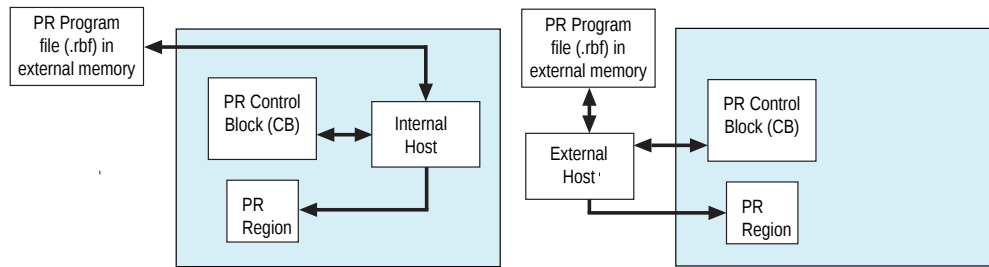 PR Program
file (.rbf) in
external memory
PR Control
Block (CB)
Internal
Host
PR
Region
PR Program
file (.rbf) in
external memory
External
Host
PR Control
Block (CB)
PR
Region